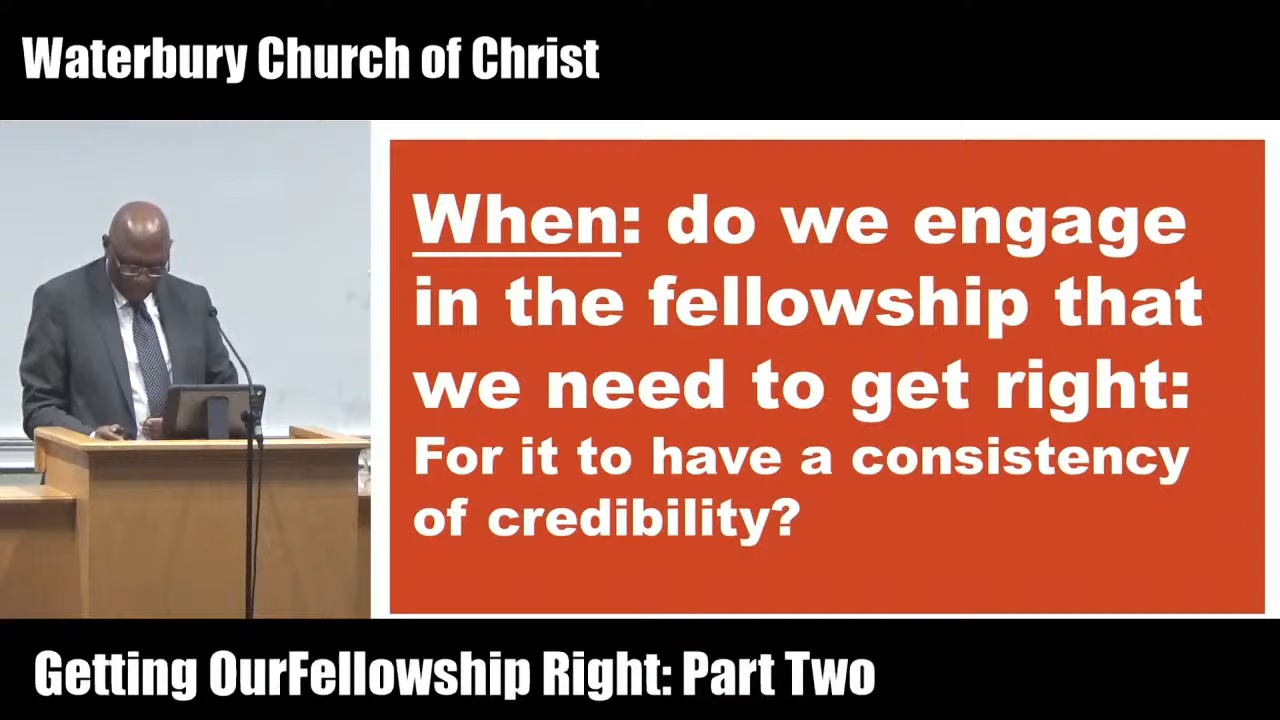 Waterbury Church of Christ
When: do we engage
in the fellowship that
we need to get right:
For it to have a consistency
of credibility?
Getting OurFellowship Right: Part Two